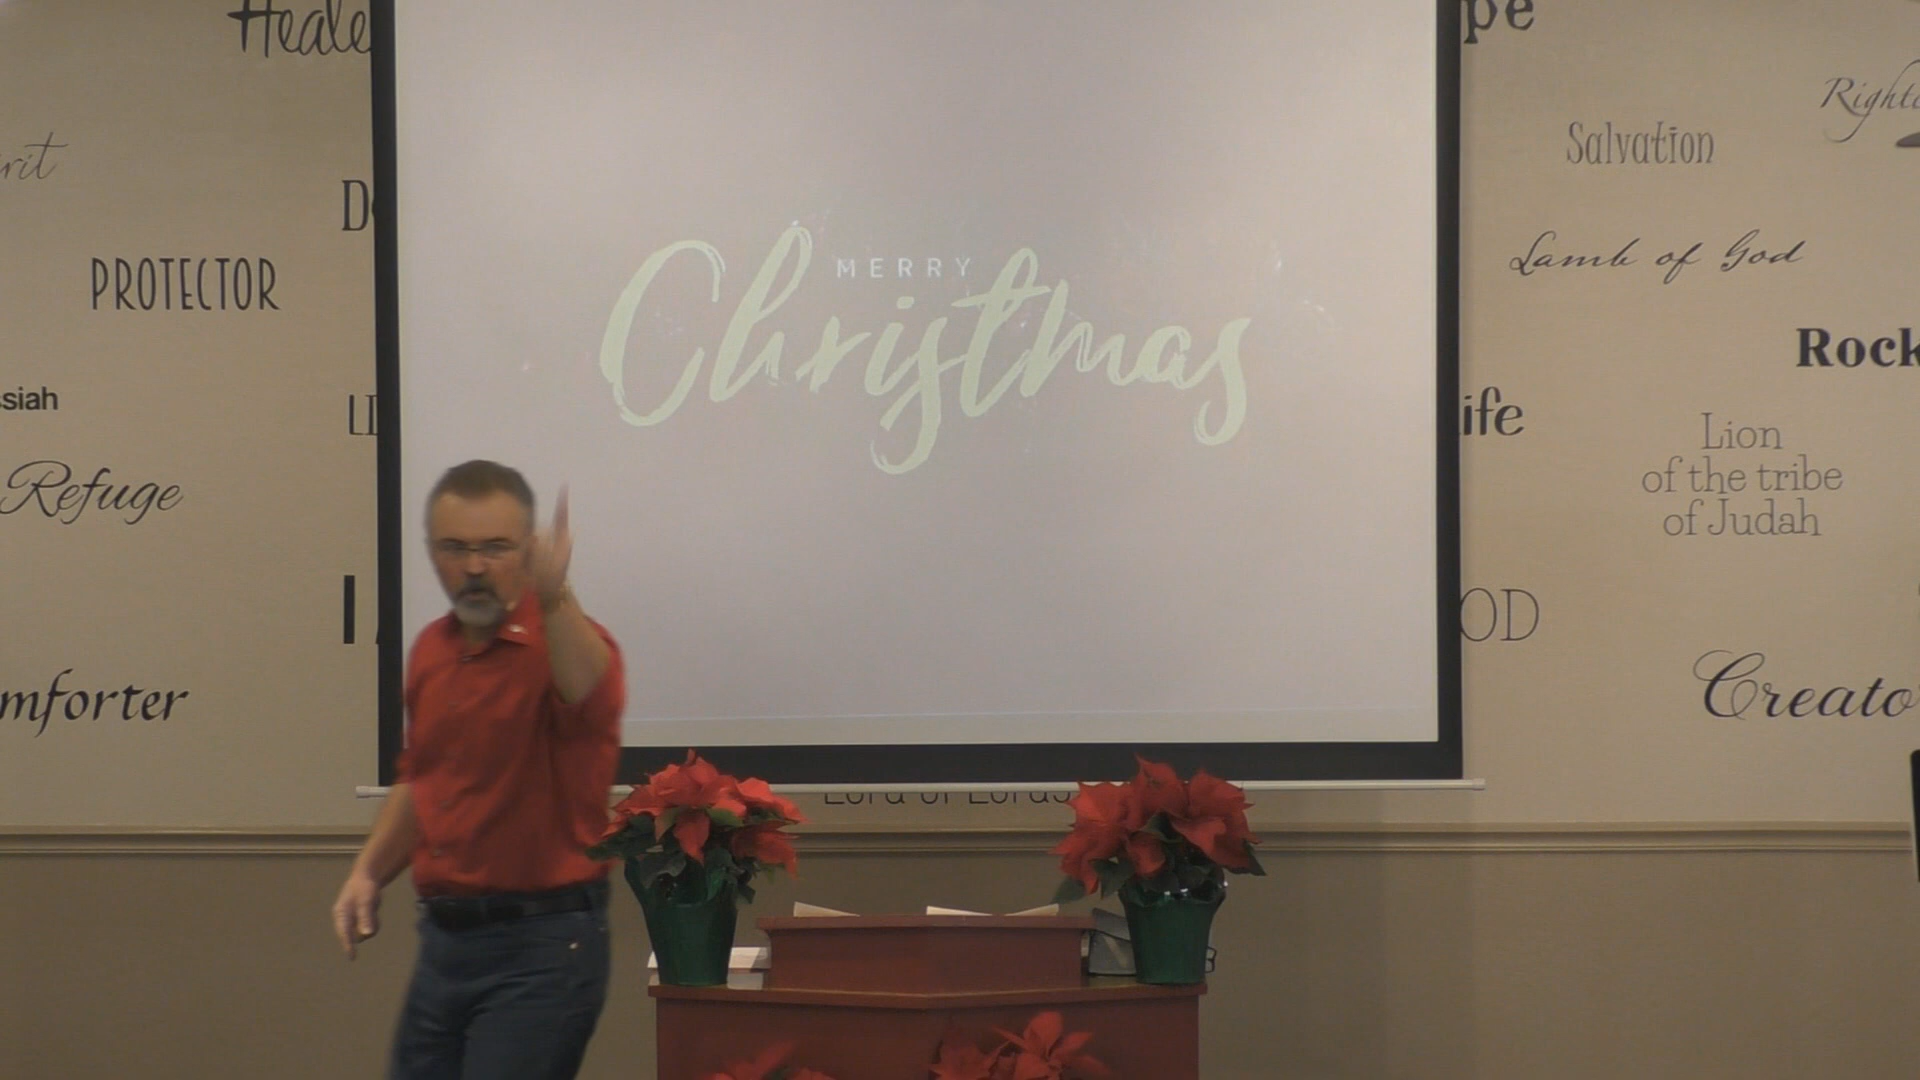 Heale
pe
Righte
rit
Salvation
MERRY
Christmas
Lamb of God
PROTECTOR
Rock
ssiah
ife
Lion
of the tribe
of Judah
Refuge
OD
Creato
mforter
Lord of Lords